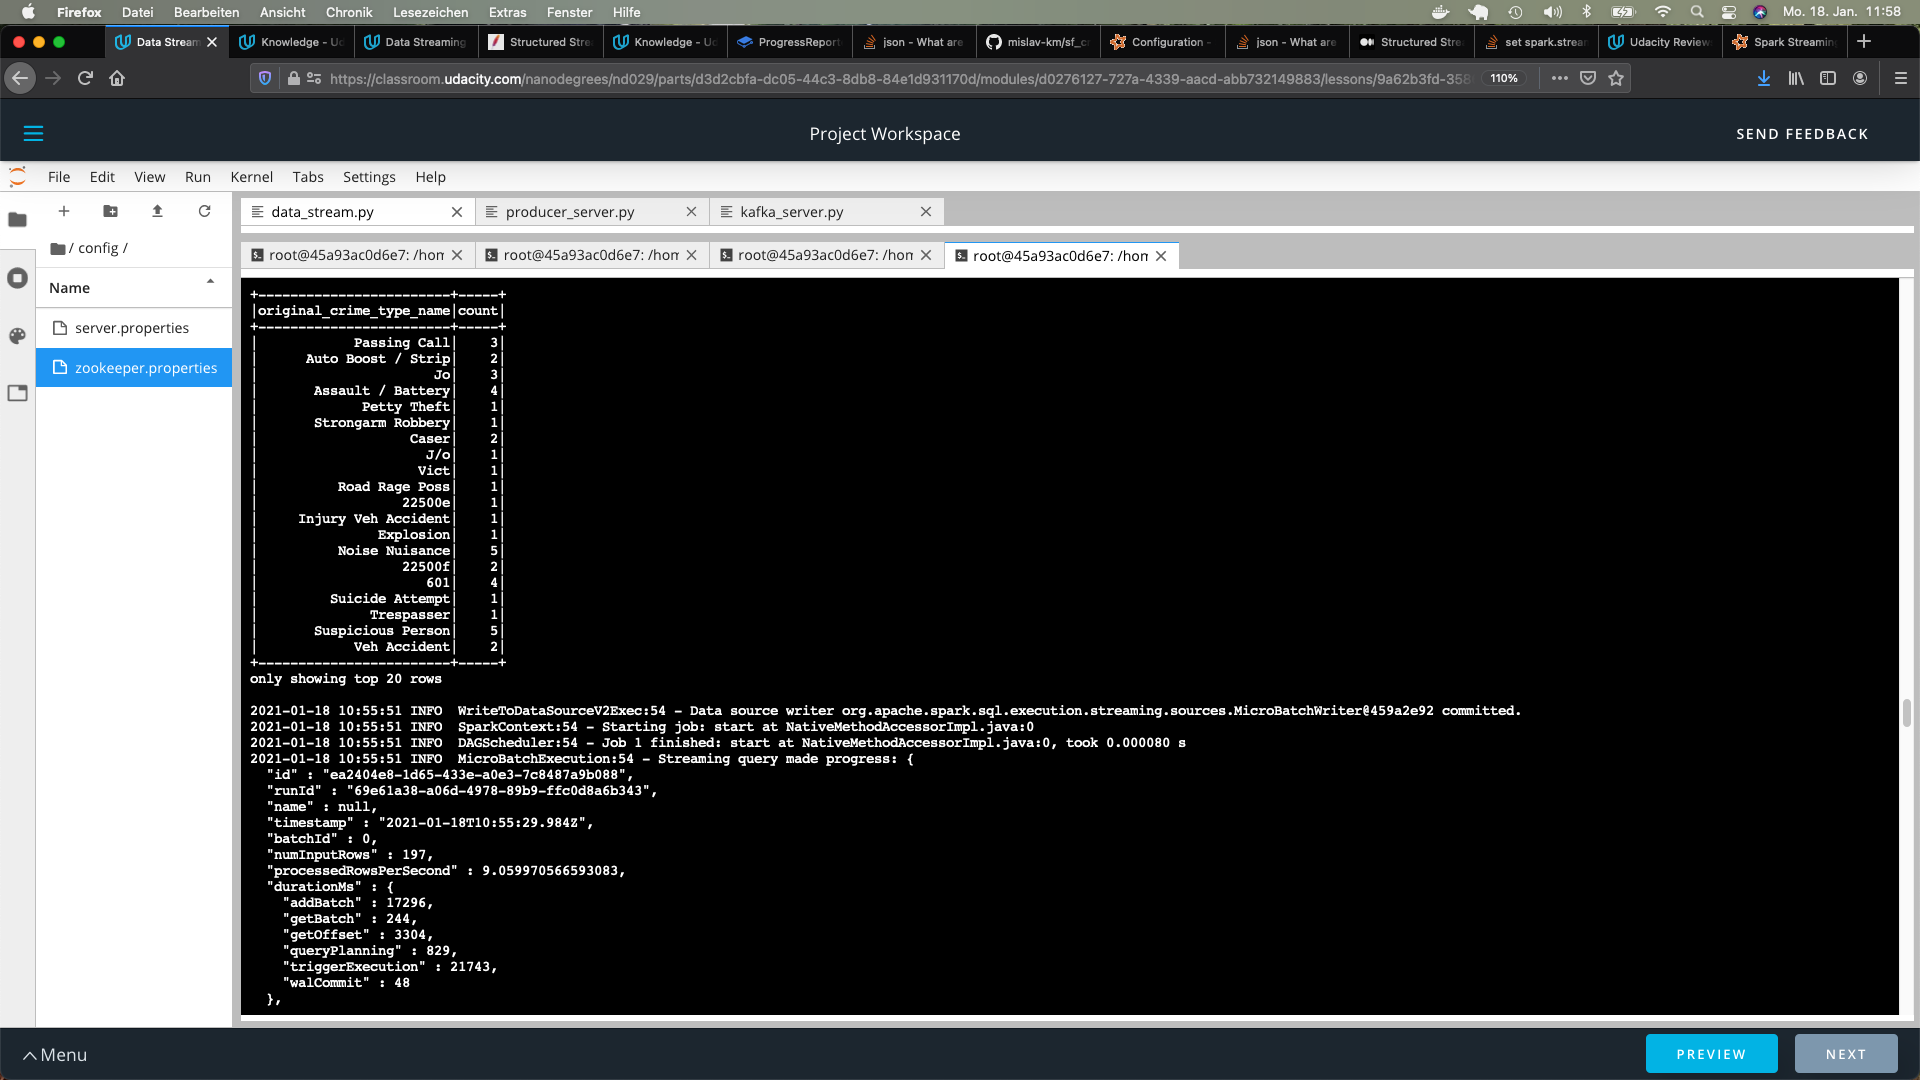 Firefox Datei Bearbeiten Ansicht Chronik Lesezeichen Extras Fenster Hilfe Mo. 18. Jan. 11:58
Data Stream Knowledge - Uc Data Streaming Structured Stre Knowledge - Uc ProgressReport json - What are mislav-km/sf_c Configuration - json - What are Structured Stre set spark.strean Udacity Review Spark Streaming
https://classroom.udacity.com/nanodegrees/nd029/parts/d3d2cbfa-dc05-44c3-8db8-84e1d931170d/modules/d0276127-727a-4339-aacd-abb732149883/lessons/9a62b3fd-358 110%
Project Workspace
SEND FEEDBACK
File Edit View Run Kernel Tabs Settings Help
data_stream.py producer_server.py kafka_server.py
/ config /
root@45a93ac0d6e7: /hom root@45a93ac0d6e7: /hom root@45a93ac0d6e7: /hom root@45a93ac0d6e7: /hom
Name
server.properties
zookeeper.properties
+------------------------+-----+
|original_crime_type_name|count|
+------------------------+-----+
|            Passing Call|    3|
|      Auto Boost / Strip|    2|
|                      Jo|    3|
|       Assault / Battery|    4|
|             Petty Theft|    1|
|       Strongarm Robbery|    1|
|                   Caser|    2|
|                     J/o|    1|
|                    Vict|    1|
|          Road Rage Poss|    1|
|                  22500e|    1|
|     Injury Veh Accident|    1|
|               Explosion|    1|
|          Noise Nuisance|    5|
|                  22500f|    2|
|                     601|    4|
|         Suicide Attempt|    1|
|              Trespasser|    1|
|       Suspicious Person|    5|
|            Veh Accident|    2|
+------------------------+-----+
only showing top 20 rows
2021-01-18 10:55:51 INFO  WriteToDataSourceV2Exec:54 - Data source writer org.apache.spark.sql.execution.streaming.sources.MicroBatchWriter@459a2e92 committed.
2021-01-18 10:55:51 INFO  SparkContext:54 - Starting job: start at NativeMethodAccessorImpl.java:0
2021-01-18 10:55:51 INFO  DAGScheduler:54 - Job 1 finished: start at NativeMethodAccessorImpl.java:0, took 0.000080 s
2021-01-18 10:55:51 INFO  MicroBatchExecution:54 - Streaming query made progress: {
"id" : "ea2404e8-1d65-433e-a0e3-7c8487a9b088",
"runId" : "69e61a38-a06d-4978-89b9-ffc0d8a6b343",
"name" : null,
"timestamp" : "2021-01-18T10:55:29.984Z",
"batchId" : 0,
"numInputRows" : 197,
"processedRowsPerSecond" : 9.059970566593083,
"durationMs" : {
"addBatch" : 17296,
"getBatch" : 244,
"getOffset" : 3304,
"queryPlanning" : 829,
"triggerExecution" : 21743,
"walCommit" : 48
},
Menu
PREVIEW
NEXT